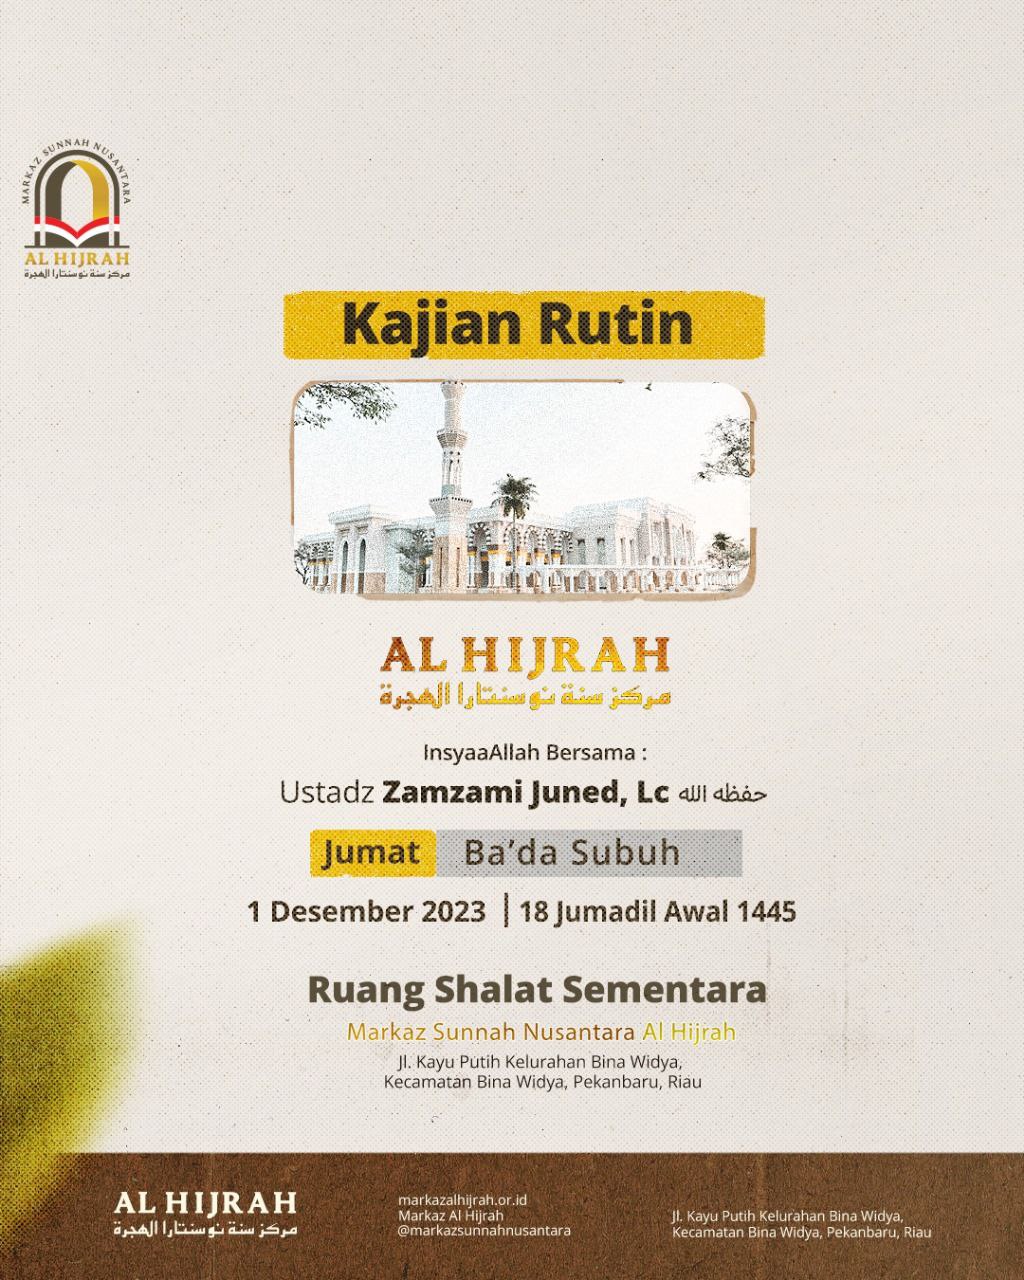 MARKAZ SUNNAH NUSANTARA
AL HIJRAH
مركز سنة نوسنتارا الهجرة
Kajian Rutin
AL HIJRAH
مركز سنة نوسنتارا الهجرة
InsyaaAllah Bersama :
Ustadz Zamzami Juned, Lc حفظه الله
Jumat Ba’da Subuh
1 Desember 2023 | 18 Jumadil Awal 1445
Ruang Shalat Sementara
Markaz Sunnah Nusantara Al Hijrah
Jl. Kayu Putih Kelurahan Bina Widya,
Kecamatan Bina Widya, Pekanbaru, Riau
AL HIJRAH
مركز سنة نوسنتارا الهجرة
markazalhijrah.or.id
Markaz Al Hijrah
@markazsunnahnusantara
Jl. Kayu Putih Kelurahan Bina Widya,
Kecamatan Bina Widya, Pekanbaru, Riau